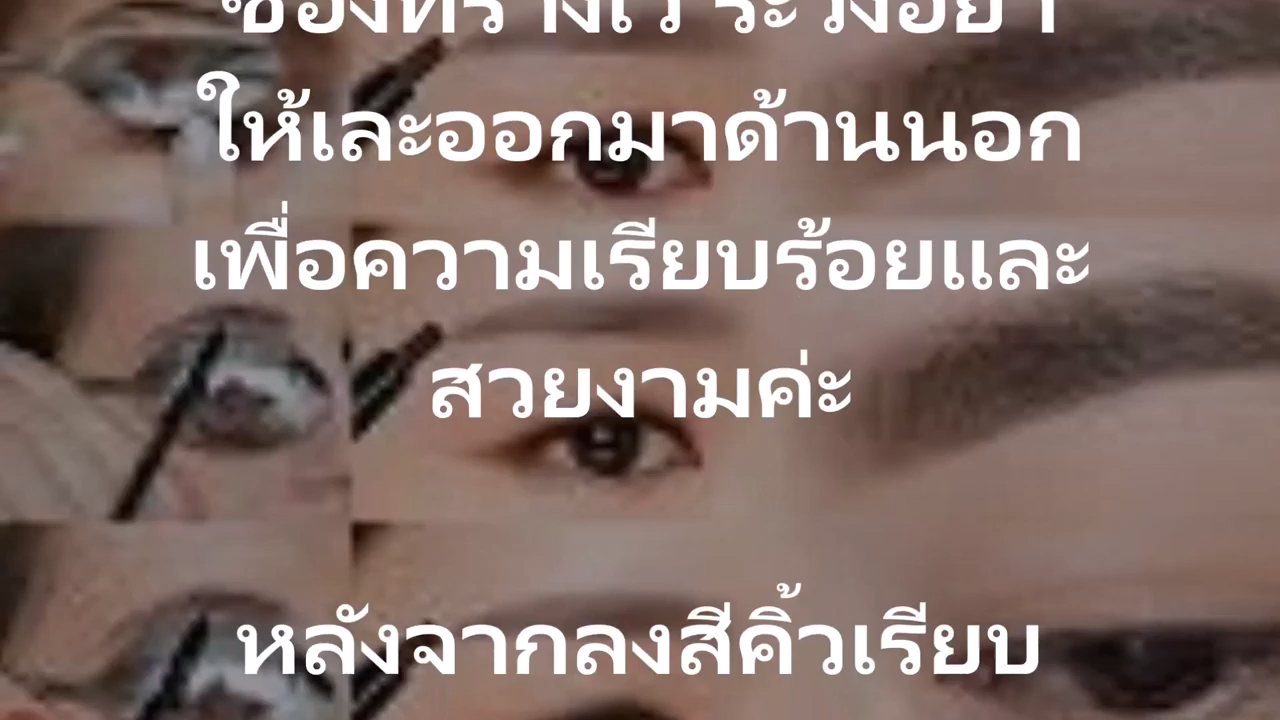 ให้เละออกมาด้านนอก
เพื่อความเรียบร้อยและ
สวยงามค่ะ
หลังจากลงสีคิ้วเรียบ